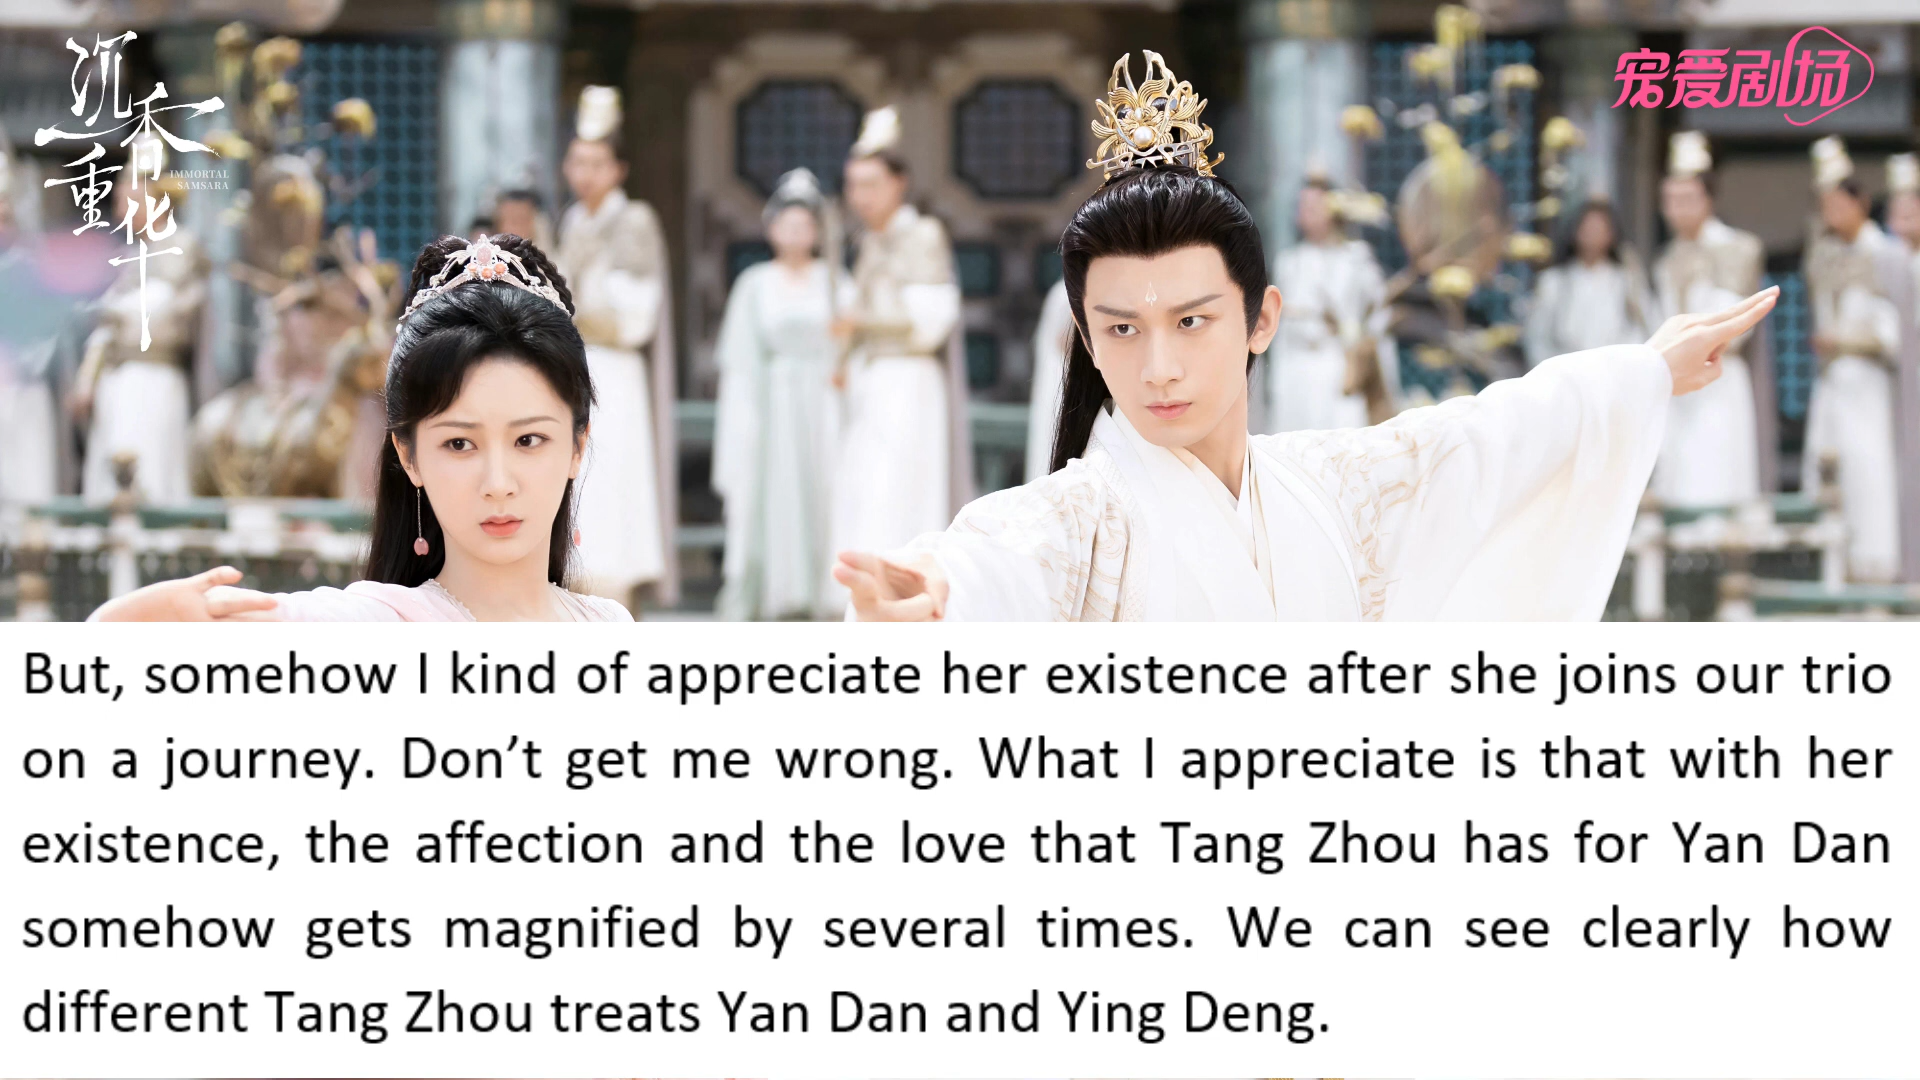 沉香重华
IMMORTAL
SAMSARA
宠爱剧场
But, somehow I kind of appreciate her existence after she joins our trio
on a journey. Don’t get me wrong. What I appreciate is that with her
existence, the affection and the love that Tang Zhou has for Yan Dan
somehow gets magnified by several times. We can see clearly how
different Tang Zhou treats Yan Dan and Ying Deng.